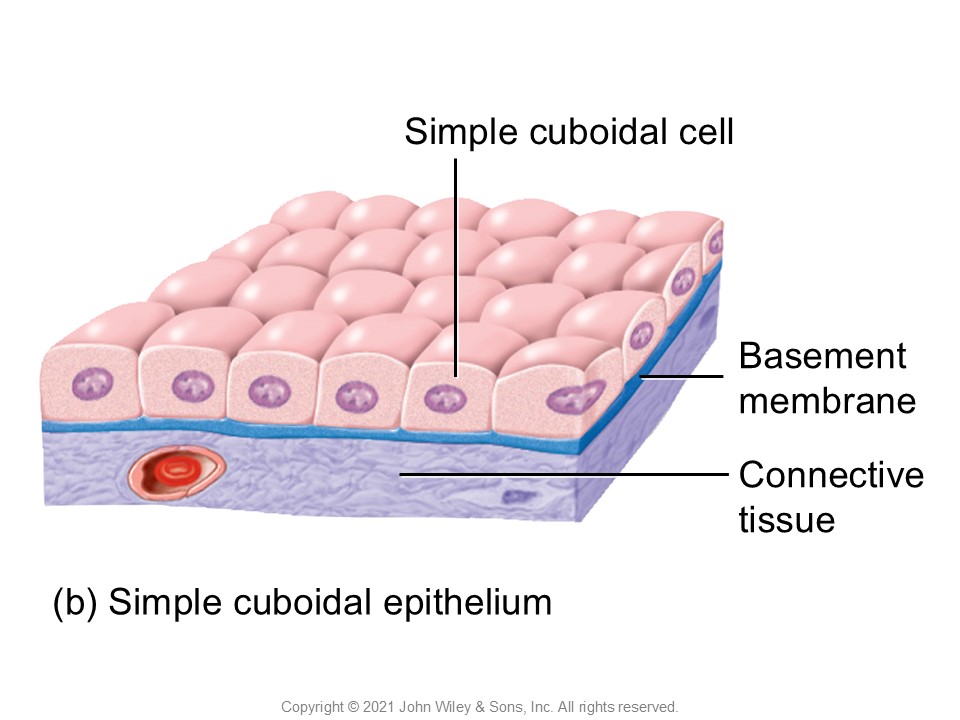 Simple cuboidal cell
Basement
membrane
Connective
tissue
(b) Simple cuboidal epithelium
Copyright © 2021 John Wiley & Sons, Inc. All rights reserved.